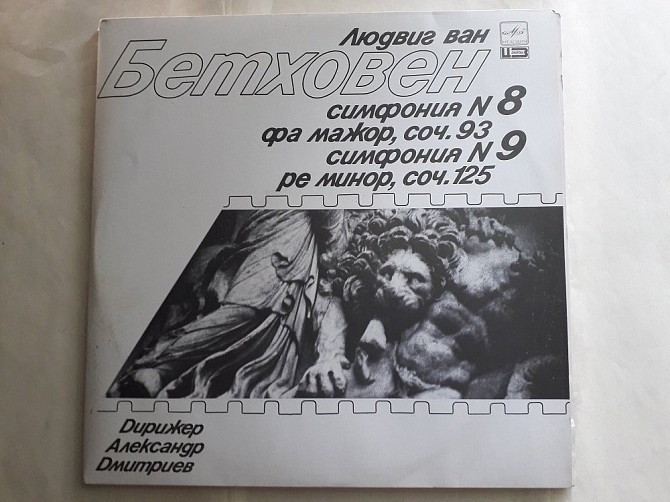 Людвиг ван
Бетховен
симфония N 8
фа мажор, соч. 93
симфония N 9
ре минор, соч. 125
Дирижер
Александр
Дмитриев